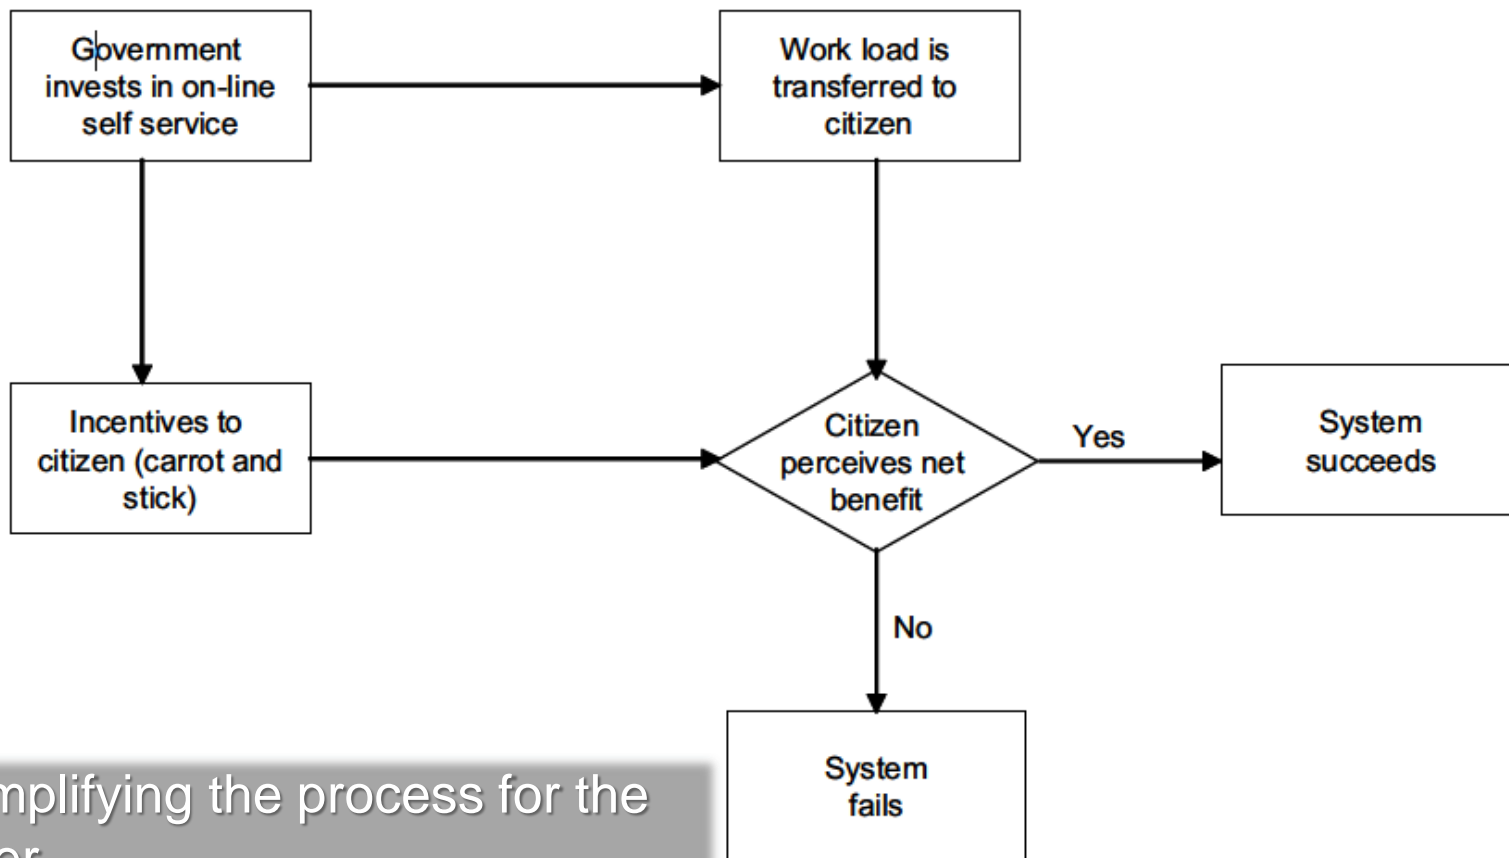 Government
invests in on-line
self service
Work load is
transferred to
citizen
Incentives to
citizen (carrot and
stick)
Citizen
perceives net
benefit
Yes
System
succeeds
No
System
fails
mplifying the process for the